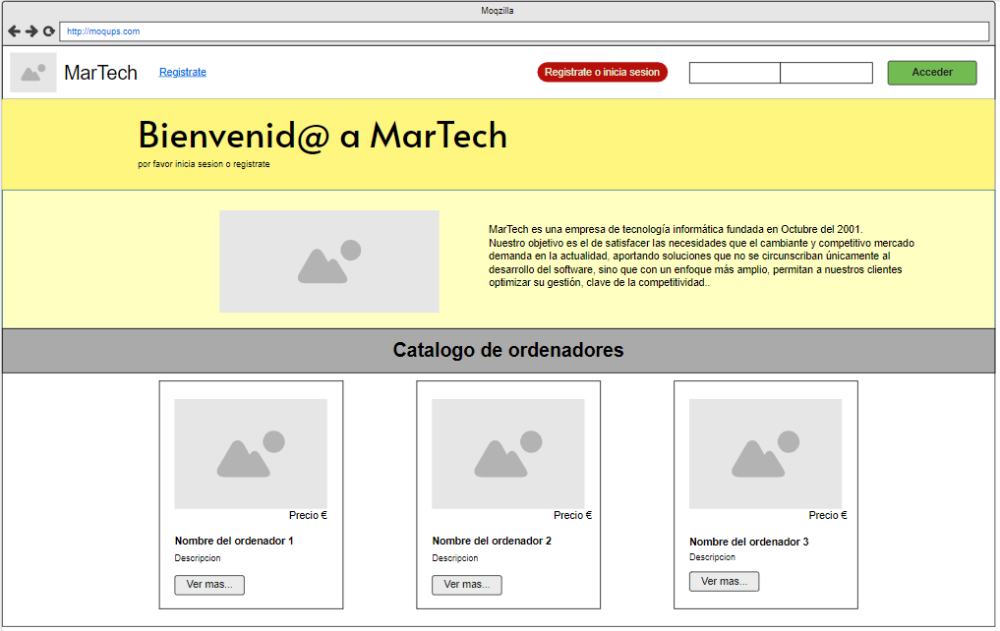 Moqzilla
http://moqups.com
MarTech
Registrate
Registrate o inicia sesion
Acceder
Bienvenid@ a MarTech
por favor inicia sesion o registrate
MarTech es una empresa de tecnología informática fundada en Octubre del 2001.
Nuestro objetivo es el de satisfacer las necesidades que el cambiante y competitivo mercado
demanda en la actualidad, aportando soluciones que no se circunscriban únicamente al
desarrollo del software, sino que con un enfoque más amplio, permitan a nuestros clientes
optimizar su gestión, clave de la competitividad..
Catalogo de ordenadores
Precio €
Nombre del ordenador 1
Descripcion
Ver mas...
Precio €
Nombre del ordenador 2
Descripcion
Ver mas...
Precio €
Nombre del ordenador 3
Descripcion
Ver mas...